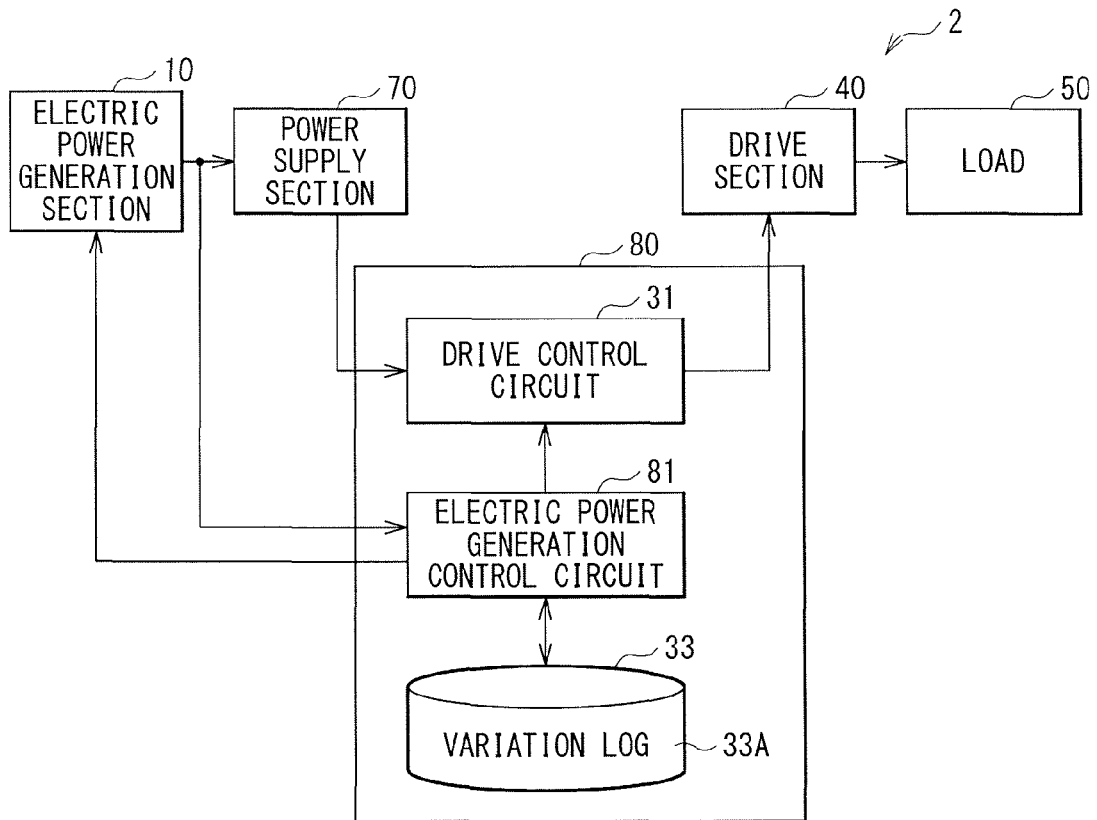 2
10
ELECTRIC
POWER
GENERATION
SECTION
70
POWER
SUPPLY
SECTION
40
DRIVE
SECTION
50
LOAD
80
31
DRIVE CONTROL
CIRCUIT
81
ELECTRIC POWER
GENERATION
CONTROL CIRCUIT
33
VARIATION LOG
33A